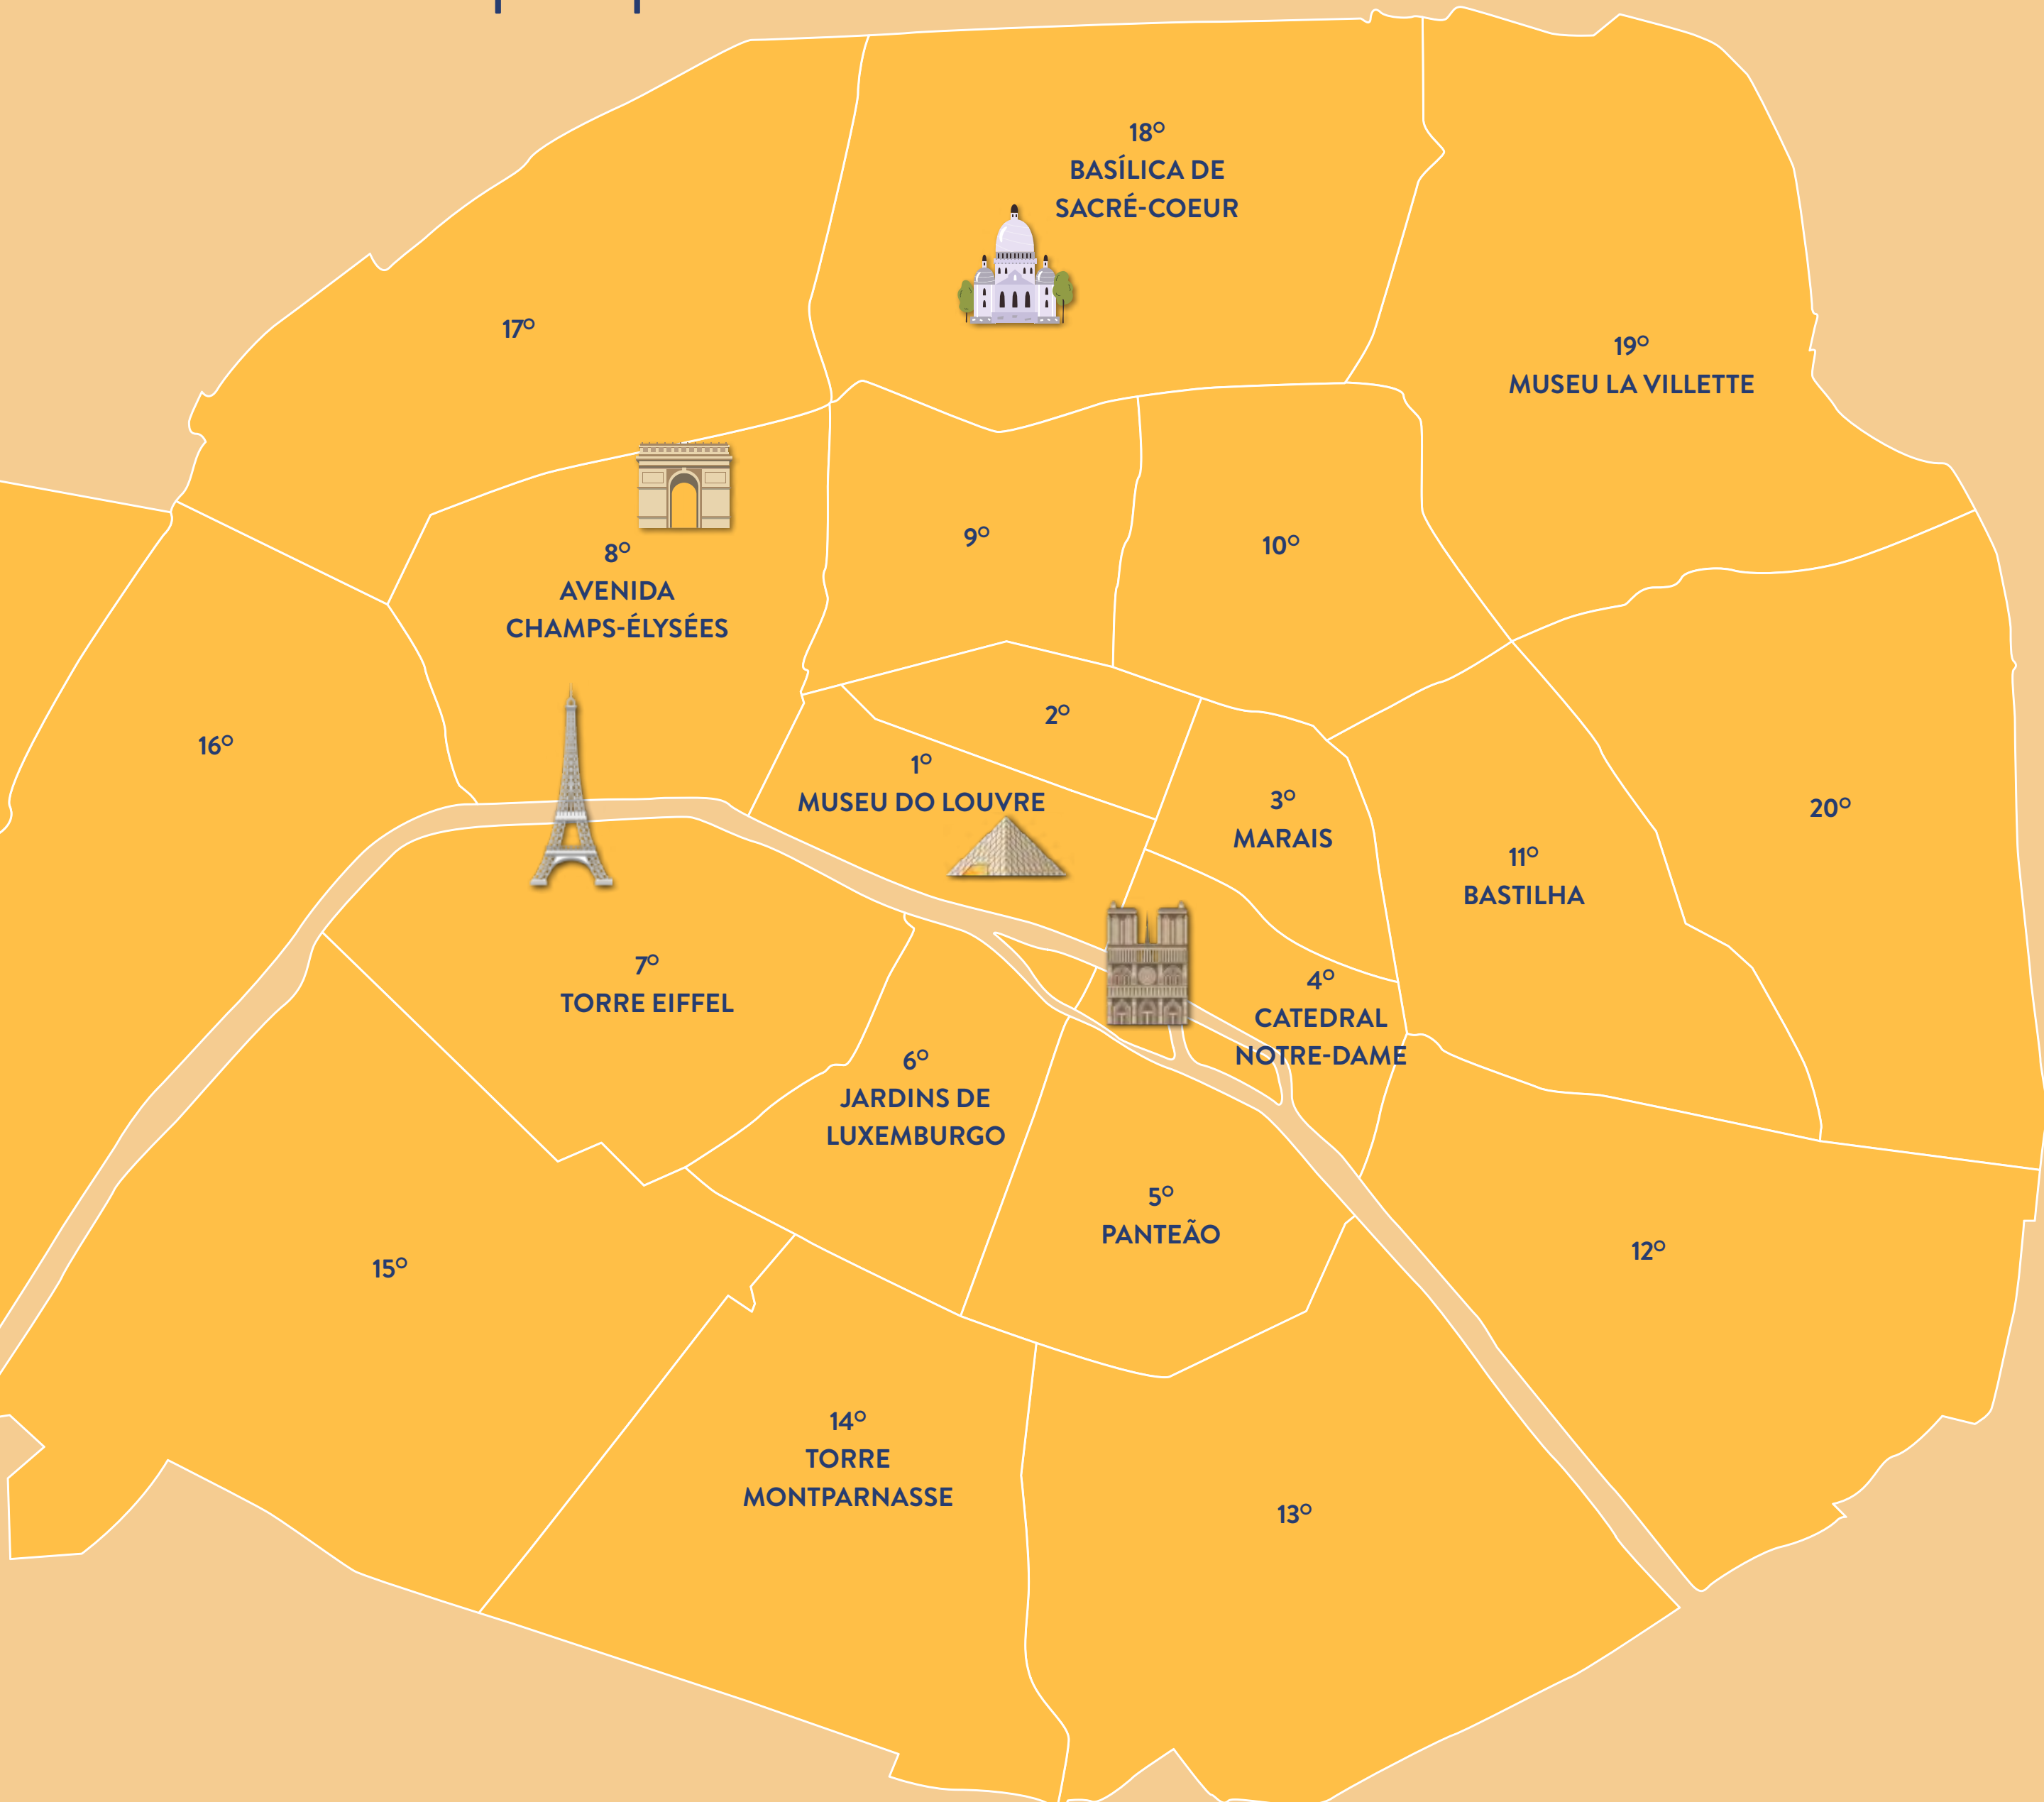 18º
BASÍLICA DE
SACRÉ-COEUR
17º
19º
MUSEU LA VILLETTE
8º
AVENIDA
CHAMPS-ÉLYSÉES
9º
10º
16º
2º
1º
MUSEU DO LOUVRE
3º
MARAIS
20º
11º
BASTILHA
7º
TORRE EIFFEL
4º
CATEDRAL
NOTRE-DAME
6º
JARDINS DE
LUXEMBURGO
5º
PANTEÃO
15º
12º
14º
TORRE
MONTPARNASSE
13º